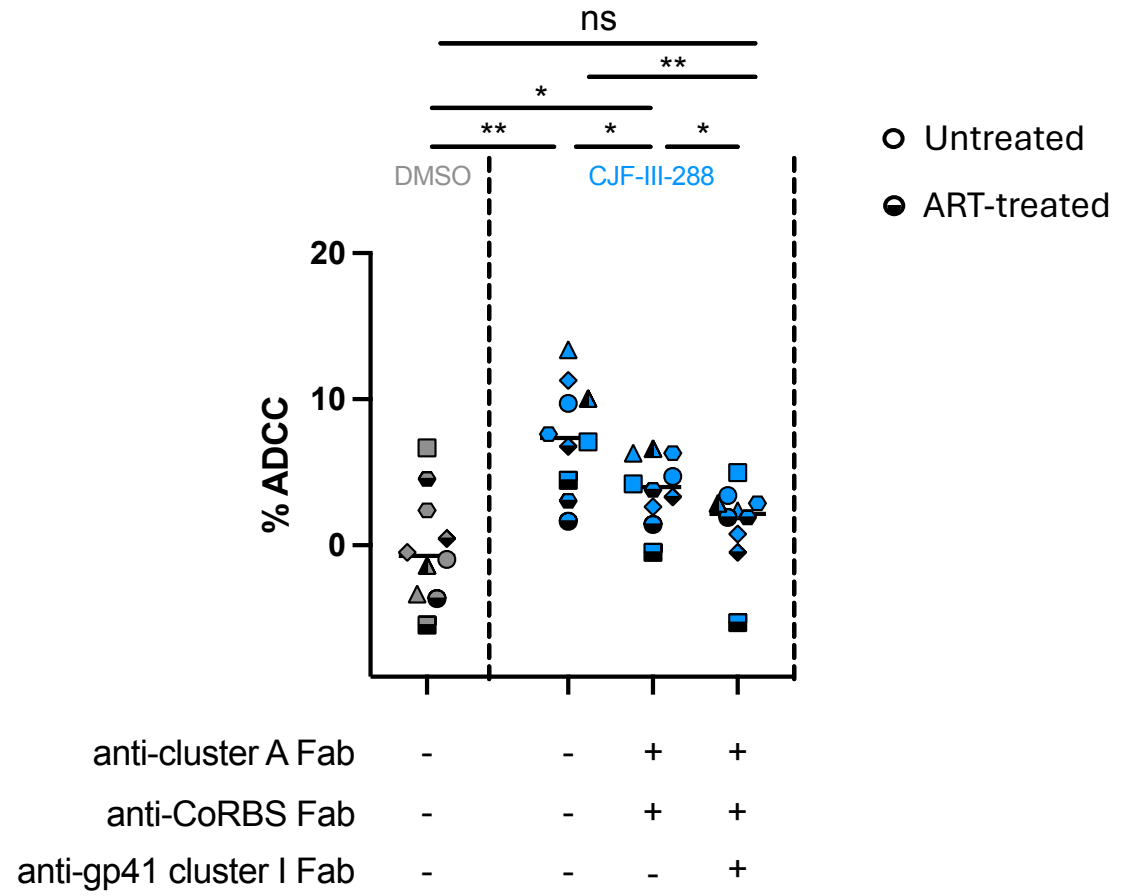 ns
**
*
** * *
DMSO CJF-III-288
Untreated
ART-treated
20
10
0
% ADCC
anti-cluster A Fab - - + +
anti-CoRBS Fab - - + +
anti-gp41 cluster I Fab - - - +